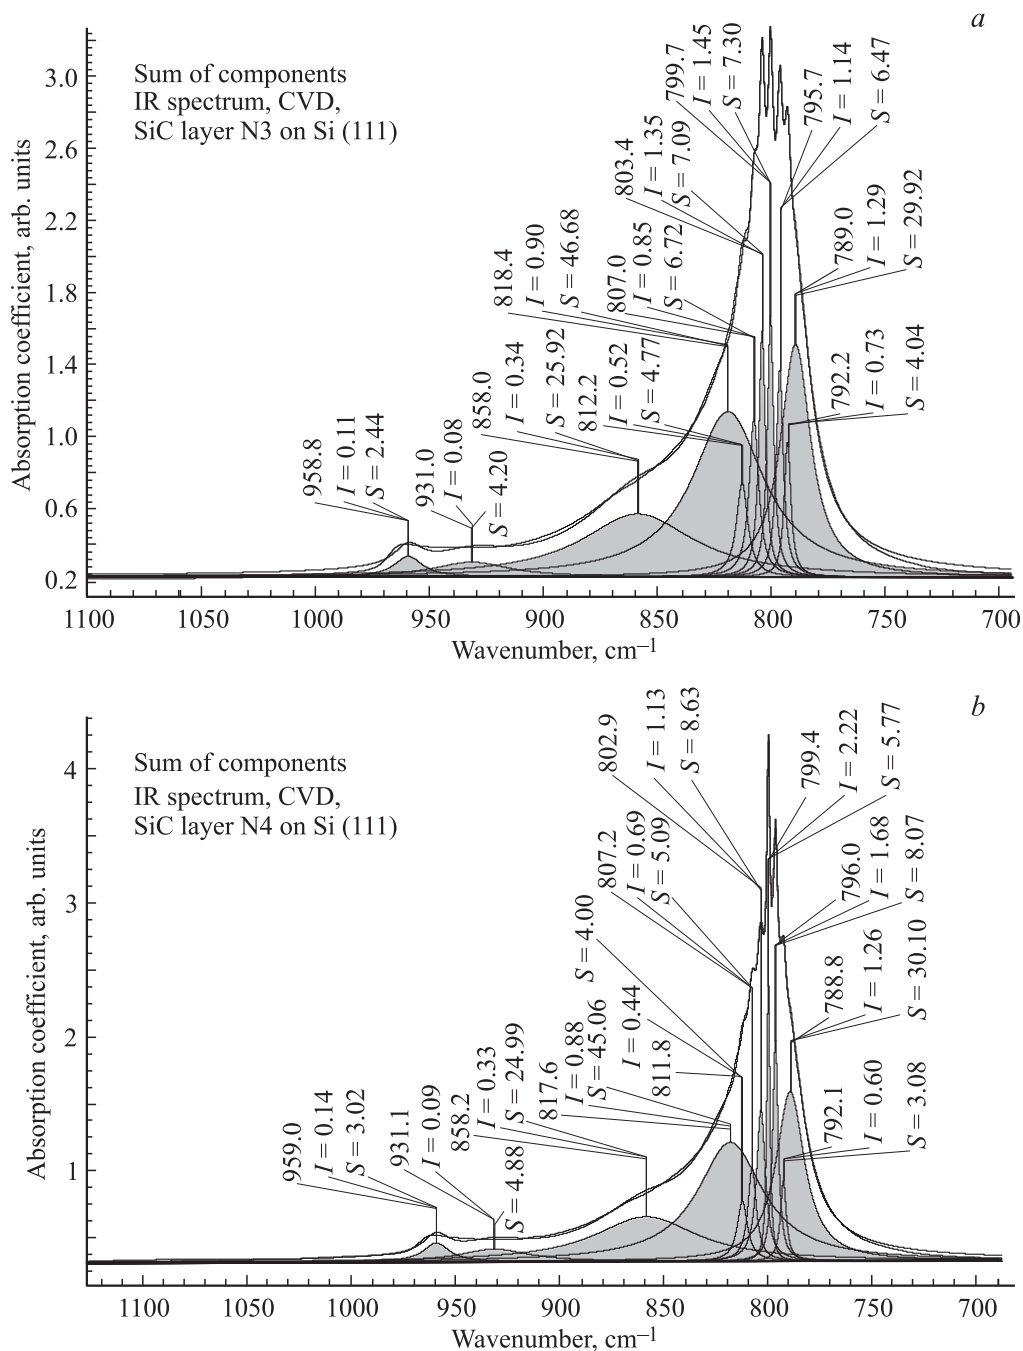 a
Sum of components
IR spectrum, CVD,
SiC layer N3 on Si (111)
Absorption coefficient, arb. units
3.0
2.6
2.2
1.8
1.4
1.0
0.6
0.2
958.8
I = 0.11
S = 2.44
931.0
I = 0.08
S = 4.20
858.0
I = 0.34
S = 25.92
818.4
I = 0.90
S = 46.68
812.2
I = 0.52
S = 4.77
807.0
I = 0.85
S = 6.72
803.4
I = 1.35
S = 7.09
799.7
I = 1.45
S = 7.30
795.7
I = 1.14
S = 6.47
789.0
I = 1.29
S = 29.92
792.2
I = 0.73
S = 4.04
1100 1050 1000 950 900 850 800 750 700
Wavenumber, cm–1
b
Sum of components
IR spectrum, CVD,
SiC layer N4 on Si (111)
Absorption coefficient, arb. units
4
3
2
1
959.0
I = 0.14
S = 3.02
931.1
I = 0.09
S = 4.88
858.2
I = 0.33
S = 24.99
817.6
I = 0.88
S = 45.06
811.8
I = 0.44
S = 4.00
807.2
I = 0.69
S = 5.09
802.9
I = 1.13
S = 8.63
799.4
I = 2.22
S = 5.77
796.0
I = 1.68
S = 8.07
788.8
I = 1.26
S = 30.10
792.1
I = 0.60
S = 3.08
1100 1050 1000 950 900 850 800 750 700
Wavenumber, cm–1